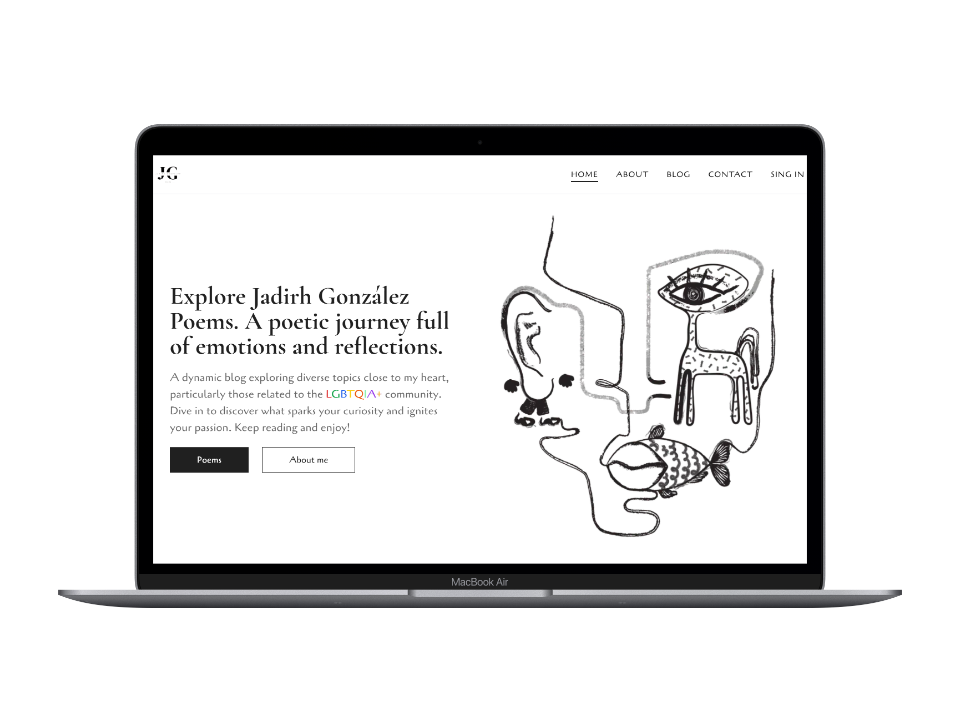 JG
HOME ABOUT BLOG CONTACT SING IN
Explore Jadirh González
Poems. A poetic journey full
of emotions and reflections.
A dynamic blog exploring diverse topics close to my heart,
particularly those related to the LGBTQIA+ community.
Dive in to discover what sparks your curiosity and ignites
your passion. Keep reading and enjoy!
Poems About me
MacBook Air